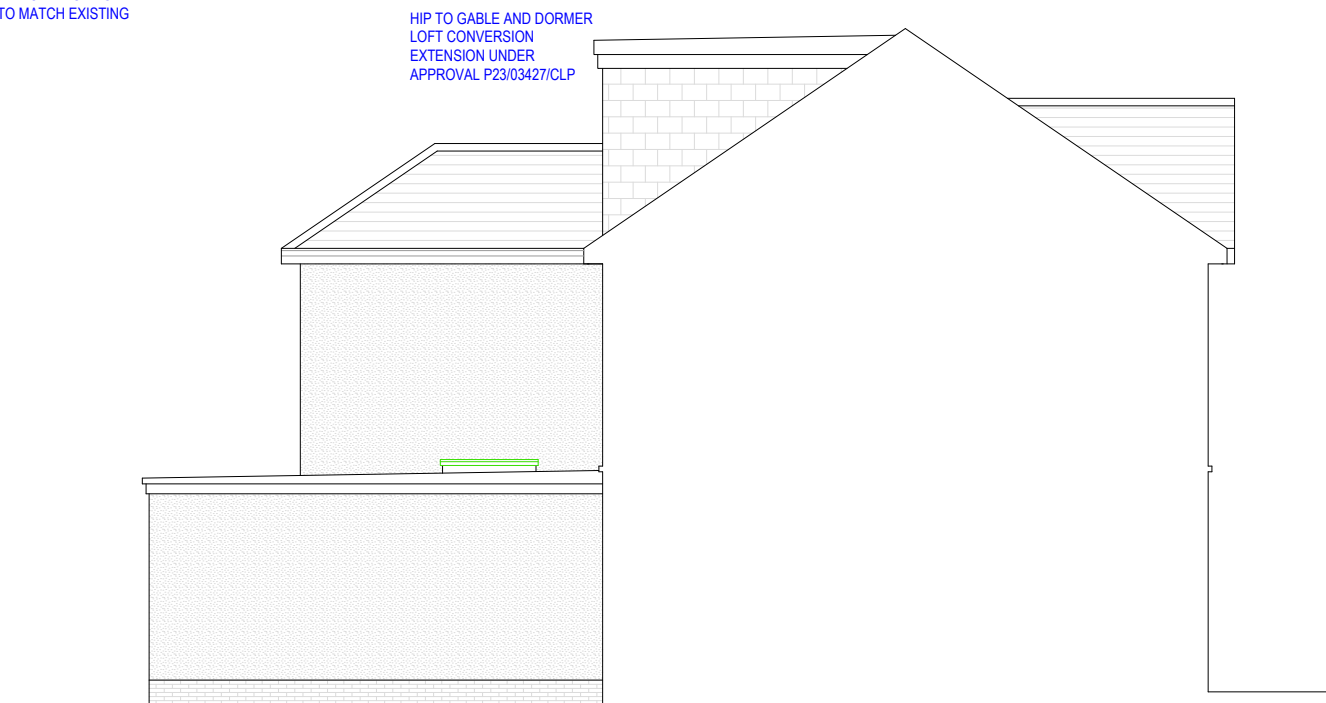 TO MATCH EXISTING
HIP TO GABLE AND DORMER
LOFT CONVERSION
EXTENSION UNDER
APPROVAL P23/03427/CLP